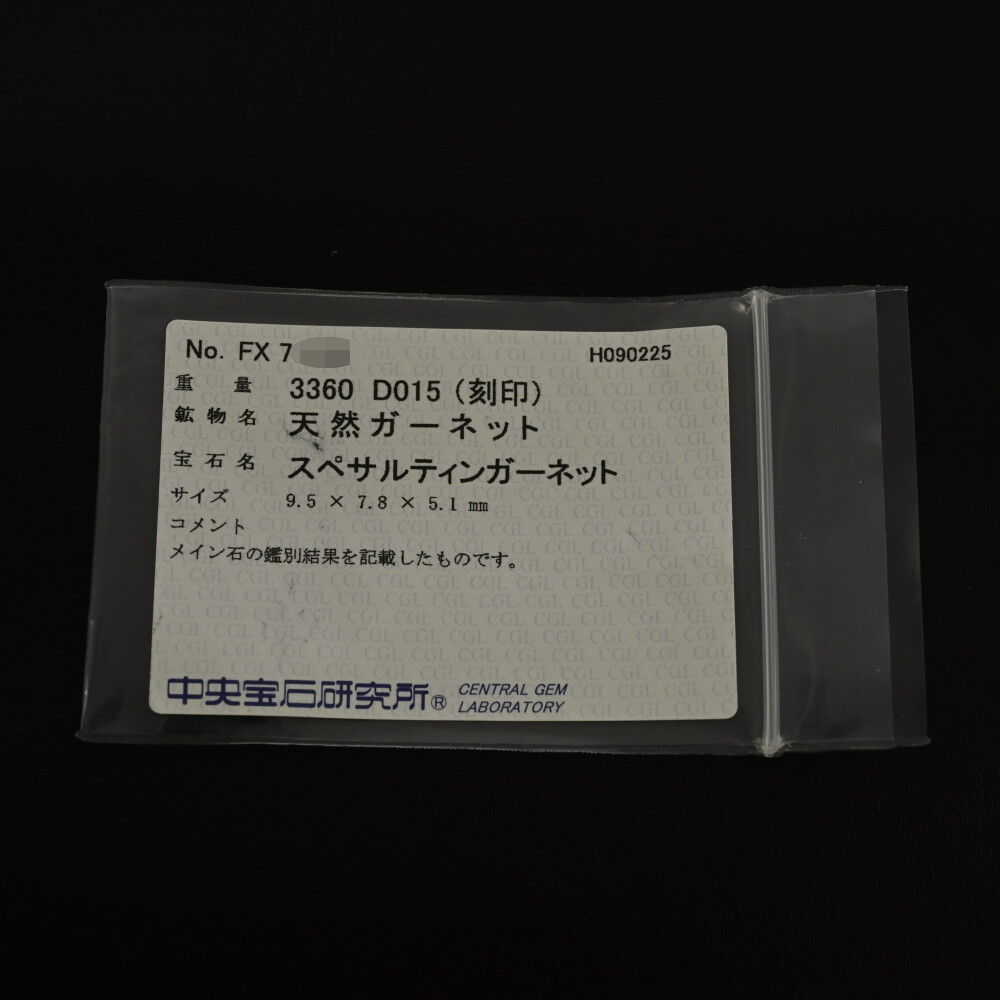 No. FX 7
H090225
重 量 3360 D015 (刻印)
鉱 物 名 天然ガーネット
宝 石 名 スペサルティンガーネット
サイズ 9.5 × 7.8 × 5.1 mm
コメント
メイン石の鑑別結果を記載したものです。
中央宝石研究所® CENTRAL GEM
LABORATORY